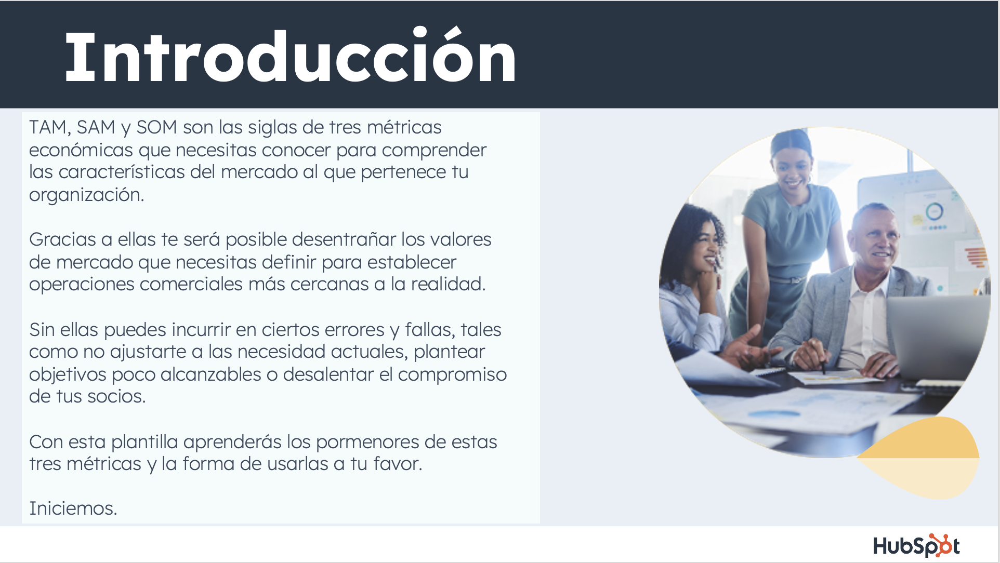 Introducción
TAM, SAM y SOM son las siglas de tres métricas
económicas que necesitas conocer para comprender
las características del mercado al que pertenece tu
organización.
Gracias a ellas te será posible desentrañar los valores
de mercado que necesitas definir para establecer
operaciones comerciales más cercanas a la realidad.
Sin ellas puedes incurrir en ciertos errores y fallas, tales
como no ajustarte a las necesidad actuales, plantear
objetivos poco alcanzables o desalentar el compromiso
de tus socios.
Con esta plantilla aprenderás los pormenores de estas
tres métricas y la forma de usarlas a tu favor.
Iniciemos.
HubSpot